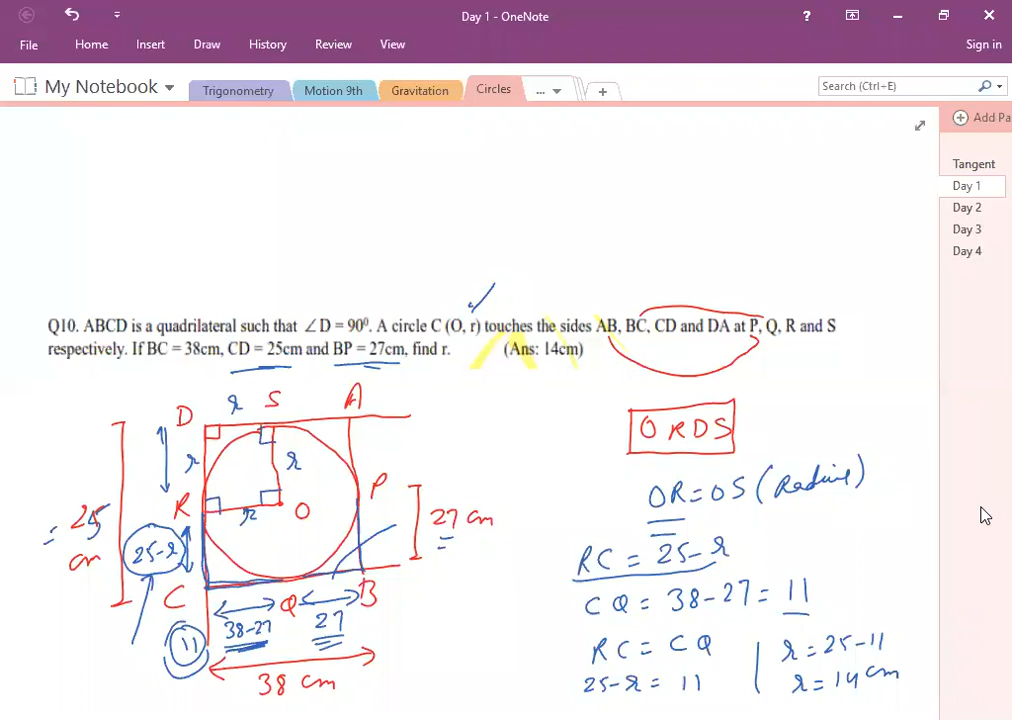 Day 1 - OneNote
?
File Home Insert Draw History Review View Sign in
My Notebook Trigonometry Motion 9th Gravitation Circles ... + Search (Ctrl+E)
Add Pa
Tangent
Day 1
Day 2
Day 3
Day 4
Q10. ABCD is a quadrilateral such that ∠D = 90⁰. A circle C (O, r) touches the sides AB, BC, CD and DA at P, Q, R and S
respectively. If BC = 38cm, CD = 25cm and BP = 27cm, find r. (Ans: 14cm)
D r S A
r r
R r O P
= 25 cm
27 cm
25-r
C Q B
11 38-27 27
38 cm
ORDS
OR = OS (Radius)
RC = 25-r
CQ = 38-27 = 11
RC = CQ
25-r = 11
r = 25-11
r = 14 cm